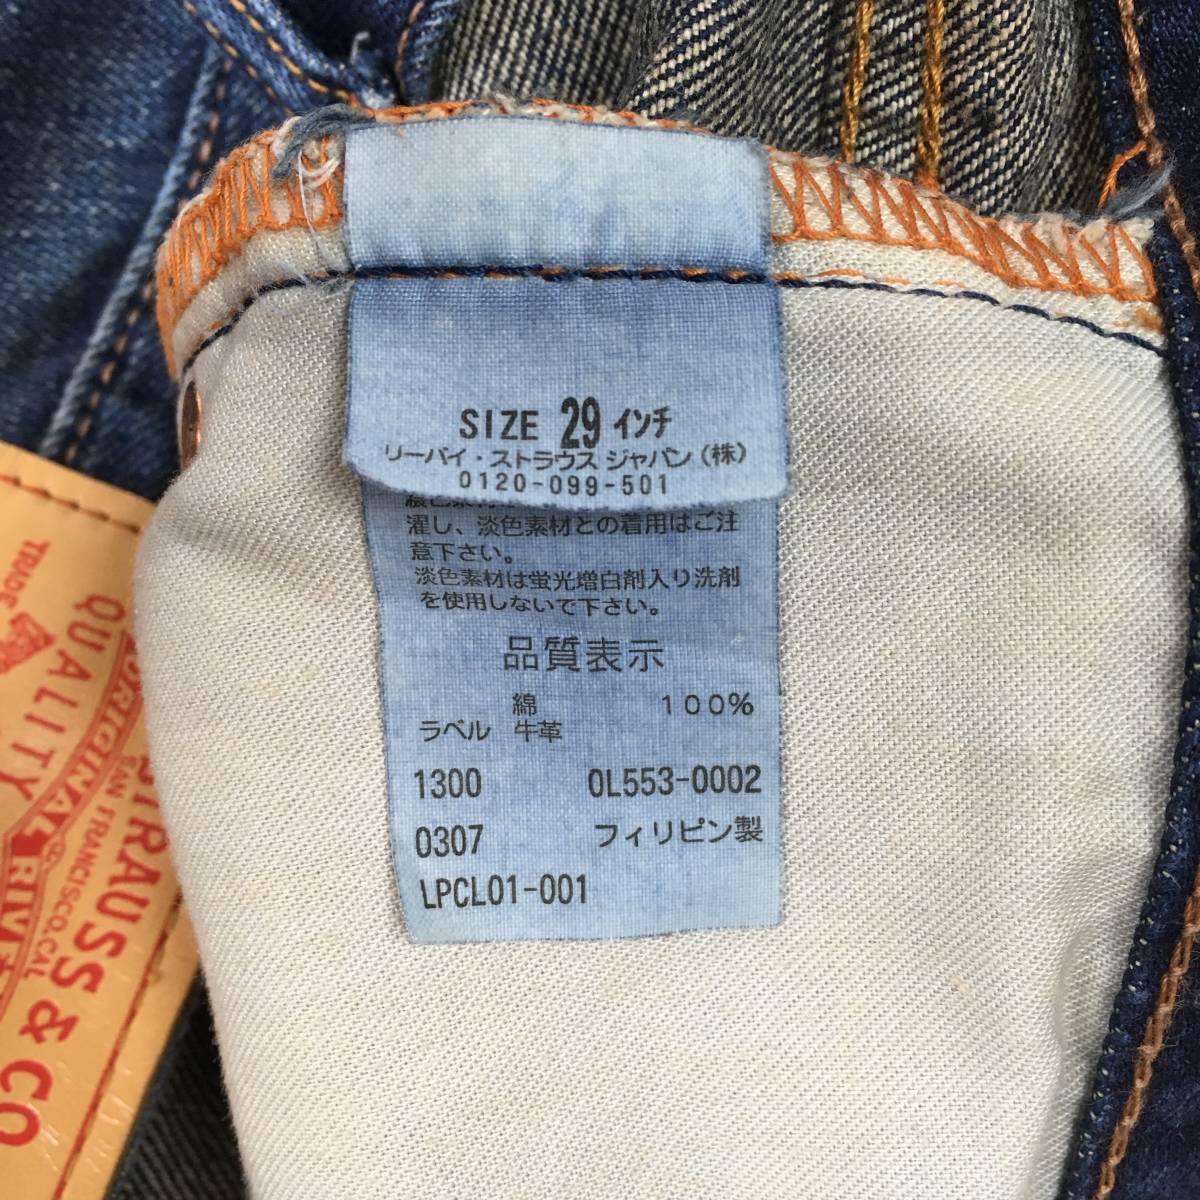 SIZE 29 インチ
リーバイ・ストラウス ジャパン(株)
0120-099-501
濯し、淡色素材との着用はご注
意下さい。
淡色素材は蛍光増白剤入り洗剤
を使用しないで下さい。
品質表示
綿 100%
ラベル 牛革
1300 0L553-0002
0307 フィリピン製
LPCL01-001
TRADE
QUALITY
ORIGINAL RIV
STRAUSS & CO
SAN FRANCISCO, CAL